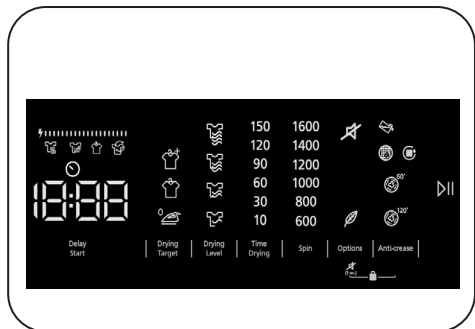 150 1600
120 1400
90 1200
60 1000 60'
30 800
10 600 120'
18:88
Delay Start
Drying Target
Drying Level
Time Drying
Spin
Options
Anti-crease